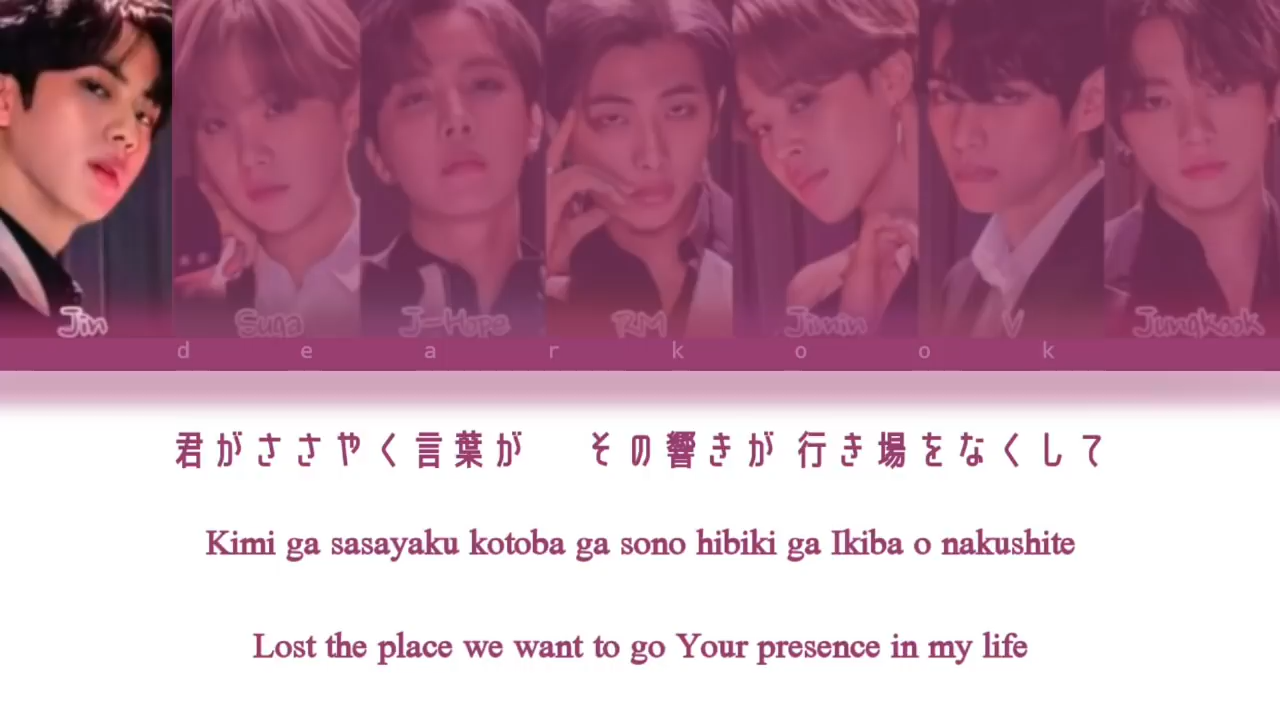 Jin Suga J-Hope RM Jimin V Jungkook
d e a r k o o k
君がささやく言葉が その響きが 行き場をなくして
Kimi ga sasayaku kotoba ga sono hibiki ga Ikiba o nakushite
Lost the place we want to go Your presence in my life